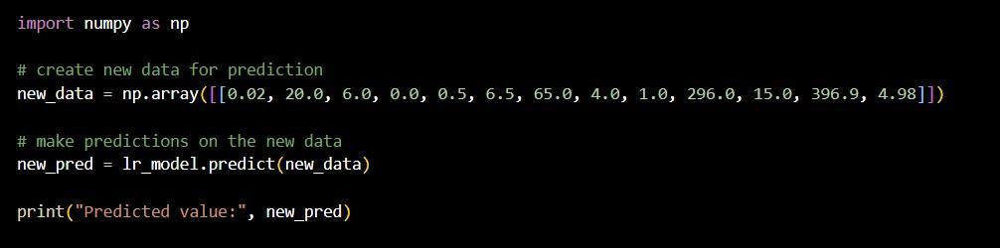 import numpy as np
# create new data for prediction
new_data = np.array([[0.02, 20.0, 6.0, 0.0, 0.5, 6.5, 65.0, 4.0, 1.0, 296.0, 15.0, 396.9, 4.98]])
# make predictions on the new data
new_pred = lr_model.predict(new_data)
print("Predicted value:", new_pred)